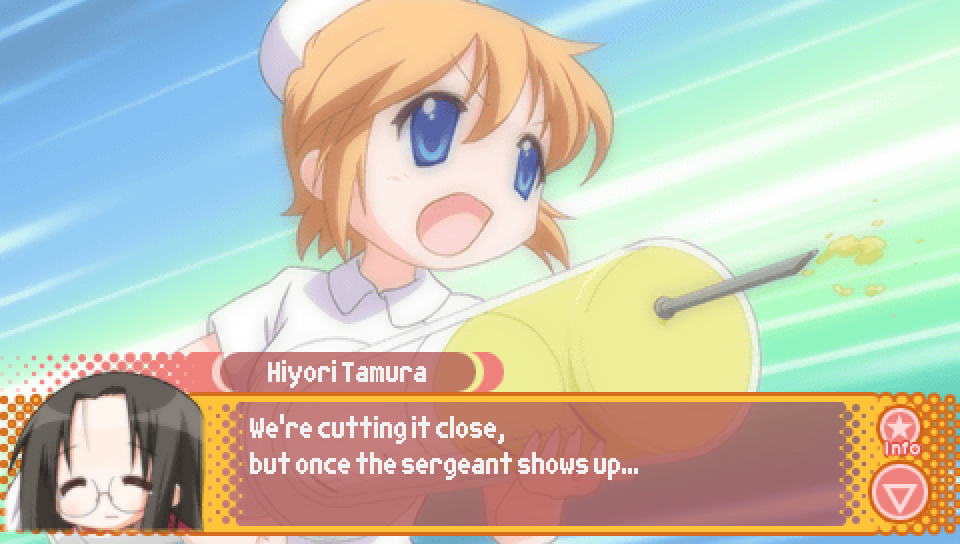 Hiyori Tamura
We're cutting it close,
but once the sergeant shows up...
Info